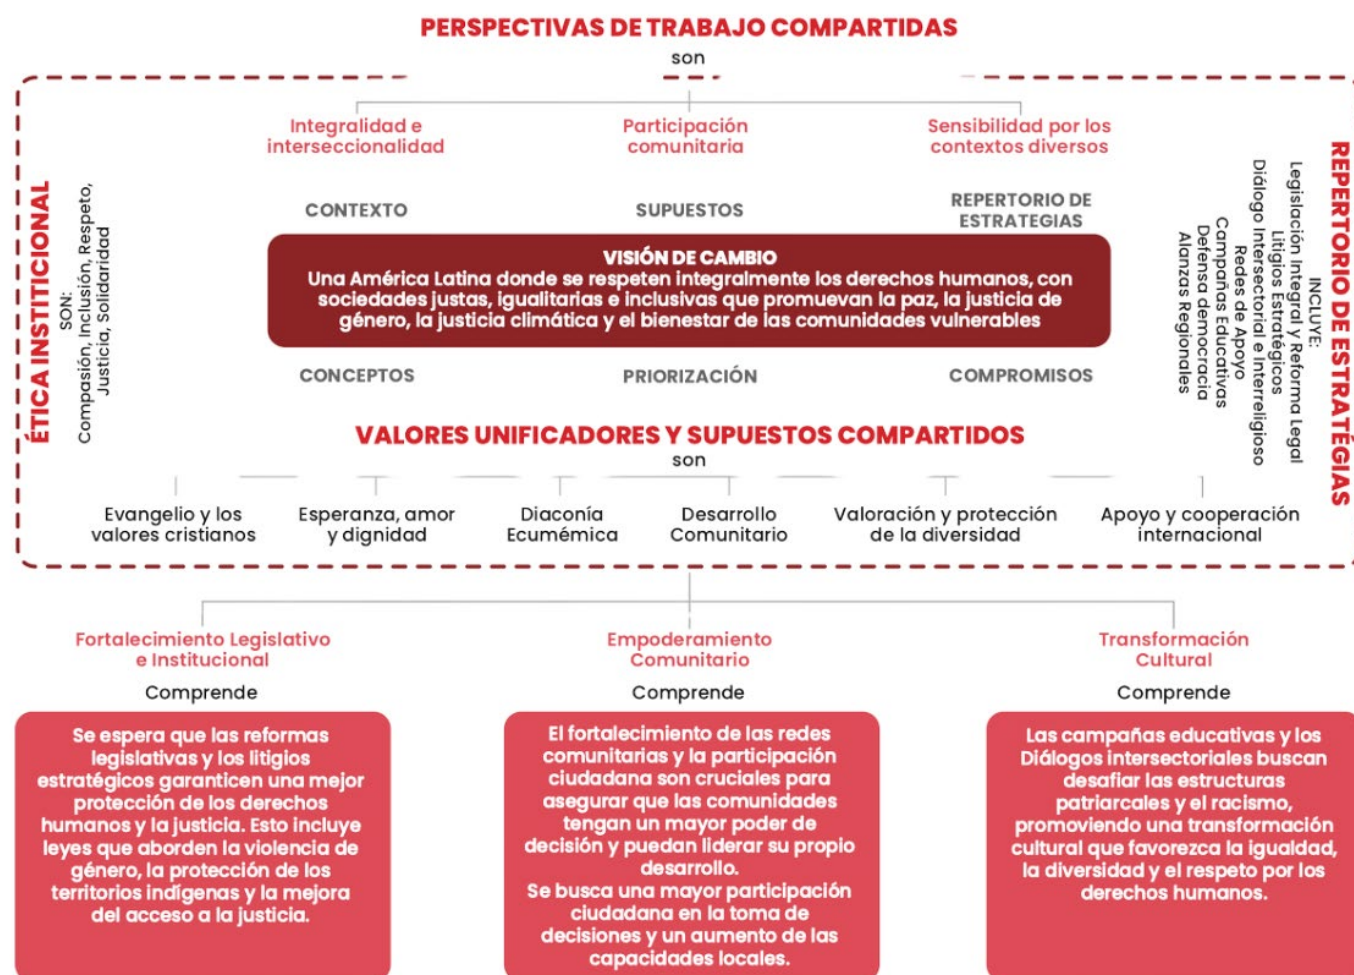 PERSPECTIVAS DE TRABAJO COMPARTIDAS
son
Integralidad e
interseccionalidad
Participación
comunitaria
Sensibilidad por los
contextos diversos
ÉTICA INSTITICIONAL
SON:
Compasión, Inclusión, Respeto,
Justicia, Solidaridad
CONTEXTO
SUPUESTOS
REPERTORIO DE
ESTRATEGIAS
VISIÓN DE CAMBIO
Una América Latina donde se respeten integralmente los derechos humanos, con
sociedades justas, igualitarias e inclusivas que promuevan la paz, la justicia de
género, la justicia climática y el bienestar de las comunidades vulnerables
CONCEPTOS
PRIORIZACIÓN
COMPROMISOS
REPERTORIO DE ESTRATÉGIAS
INCLUYE:
Legislación Integral y Reforma Legal
Litigios Estratégicos
Diálogo Intersectorial e Interreligioso
Redes de Apoyo
Campañas Educativas
Defensa democracia
Alanzas Regionales
VALORES UNIFICADORES Y SUPUESTOS COMPARTIDOS
son
Evangelio y los
valores cristianos
Esperanza, amor
y dignidad
Diaconía
Ecumémica
Desarrollo
Comunitario
Valoración y protección
de la diversidad
Apoyo y cooperación
internacional
Fortalecimiento Legislativo
e Institucional
Comprende
Se espera que las reformas
legislativas y los litigios
estratégicos garanticen una mejor
protección de los derechos
humanos y la justicia. Esto incluye
leyes que aborden la violencia de
género, la protección de los
territorios indígenas y la mejora
del acceso a la justicia.
Empoderamiento
Comunitario
Comprende
El fortalecimiento de las redes
comunitarias y la participación
ciudadana son cruciales para
asegurar que las comunidades
tengan un mayor poder de
decisión y puedan liderar su propio
desarrollo.
Se busca una mayor participación
ciudadana en la toma de
decisiones y un aumento de las
capacidades locales.
Transformación
Cultural
Comprende
Las campañas educativas y los
Diálogos intersectoriales buscan
desafiar las estructuras
patriarcales y el racismo,
promoviendo una transformación
cultural que favorezca la igualdad,
la diversidad y el respeto por los
derechos humanos.